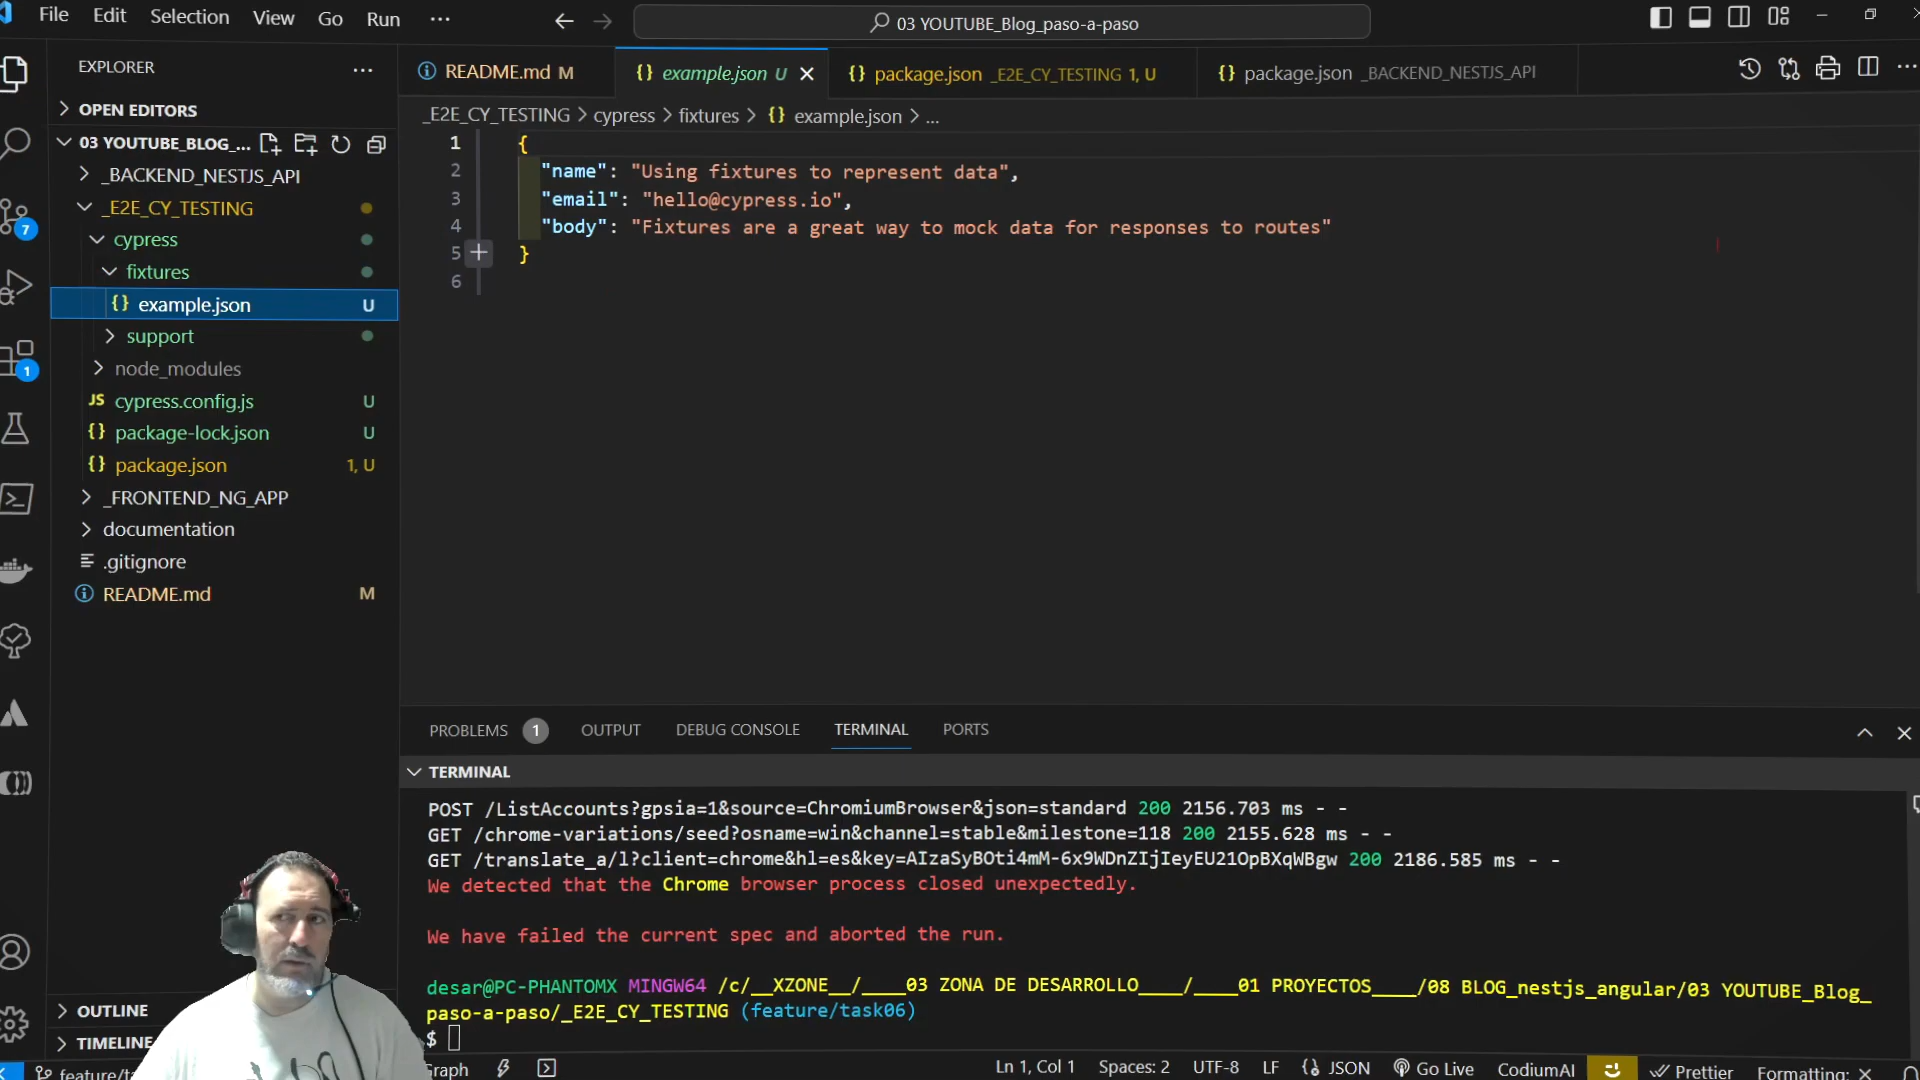 File Edit Selection View Go Run ...
03 YOUTUBE_Blog_paso-a-paso
EXPLORER ...
OPEN EDITORS
03 YOUTUBE_BLOG_...
_BACKEND_NESTJS_API
_E2E_CY_TESTING
cypress
fixtures
{} example.json U
support
node_modules
JS cypress.config.js U
{} package-lock.json U
{} package.json 1, U
_FRONTEND_NG_APP
documentation
.gitignore
README.md M
OUTLINE
TIMELINE
7
1
README.md M
{} example.json U
{} package.json _E2E_CY_TESTING 1, U
{} package.json _BACKEND_NESTJS_API
_E2E_CY_TESTING > cypress > fixtures > {} example.json > ...
1 {
2 "name": "Using fixtures to represent data",
3 "email": "hello@cypress.io",
4 "body": "Fixtures are a great way to mock data for responses to routes"
5 }
6
PROBLEMS 1 OUTPUT DEBUG CONSOLE TERMINAL PORTS
TERMINAL
POST /ListAccounts?gpsia=1&source=ChromiumBrowser&json=standard 200 2156.703 ms - -
GET /chrome-variations/seed?osname=win&channel=stable&milestone=118 200 2155.628 ms - -
GET /translate_a/l?client=chrome&hl=es&key=AIzaSyBOti4mM-6x9WDnZIjIeyEU21OpBXqWBgw 200 2186.585 ms - -
We detected that the Chrome browser process closed unexpectedly.
We have failed the current spec and aborted the run.
desar@PC-PHANTOMX MINGW64 /c/__XZONE__/____03 ZONA DE DESARROLLO____/____01 PROYECTOS____/08 BLOG_nestjs_angular/03 YOUTUBE_Blog_
paso-a-paso/_E2E_CY_TESTING (feature/task06)
$
Ln 1, Col 1 Spaces: 2 UTF-8 LF {} JSON Go Live CodiumAI Prettier Formatting: